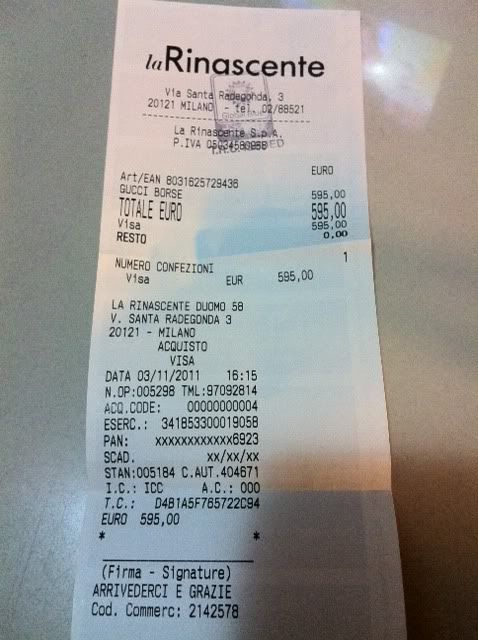 la Rinascente
Via Santa Radegonda, 3
20121 MILANO - tel. 02/88521
La Rinascente S.p.A.
P.IVA 05034580968
EURO
Art/EAN 8031625729436
GUCCI BORSE 595,00
TOTALE EURO 595,00
Visa 595,00
RESTO 0.00
NUMERO CONFEZIONI 1
Visa EUR 595,00
LA RINASCENTE DUOMO 58
V. SANTA RADEGONDA 3
20121 - MILANO
ACQUISTO
VISA
DATA 03/11/2011 16:15
N.OP:005298 TML:97092814
ACQ.CODE: 00000000004
ESERC.: 341853300019058
PAN: xxxxxxxxxxxx6923
SCAD. xx/xx/xx
STAN:005184 C.AUT.404671
I.C.: ICC A.C.: 000
T.C.: D4B1A5F765722C94
EURO 595,00
* *
(Firma - Signature)
ARRIVEDERCI E GRAZIE
Cod. Commerc: 2142578